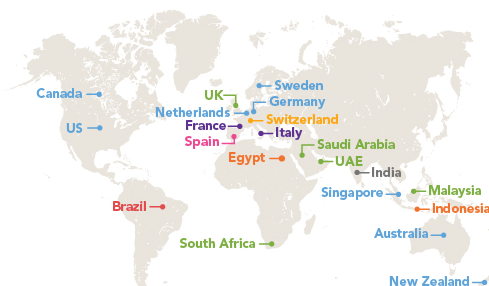 Sweden
Canada
UK
Germany
Netherlands
Switzerland
US
France
Italy
Spain
Saudi Arabia
Egypt
UAE
India
Singapore
Malaysia
Brazil
Indonesia
Australia
South Africa
New Zealand